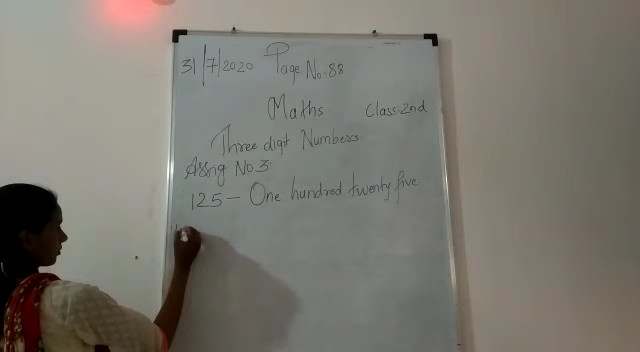 31/7/2020 Page No. 88
Maths. Class. 2nd
Three digit Numbers.
Assig No 3.
125 - One hundred twenty five